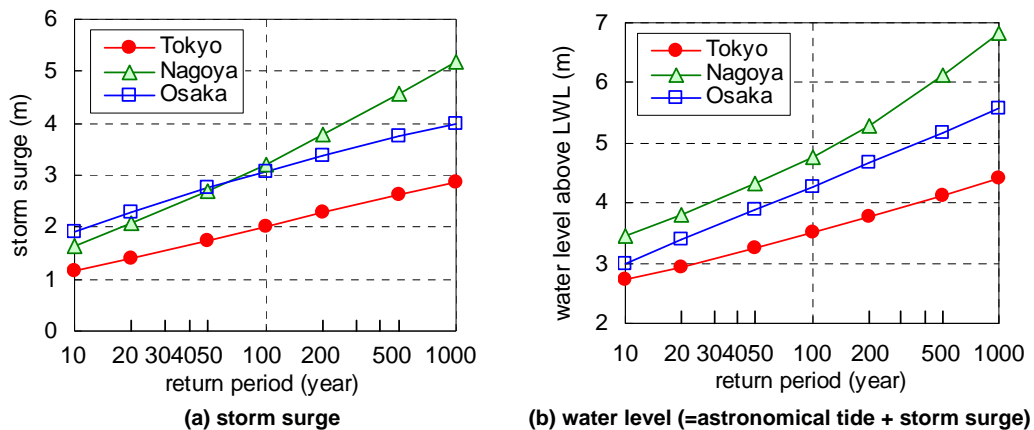 6
5
4
3
2
1
0
storm surge (m)
Tokyo
Nagoya
Osaka
10 20 304050 100 200 500 1000
return period (year)
(a) storm surge
7
6
5
4
3
2
water level above LWL (m)
Tokyo
Nagoya
Osaka
10 20 304050 100 200 500 1000
return period (year)
(b) water level (=astronomical tide + storm surge)